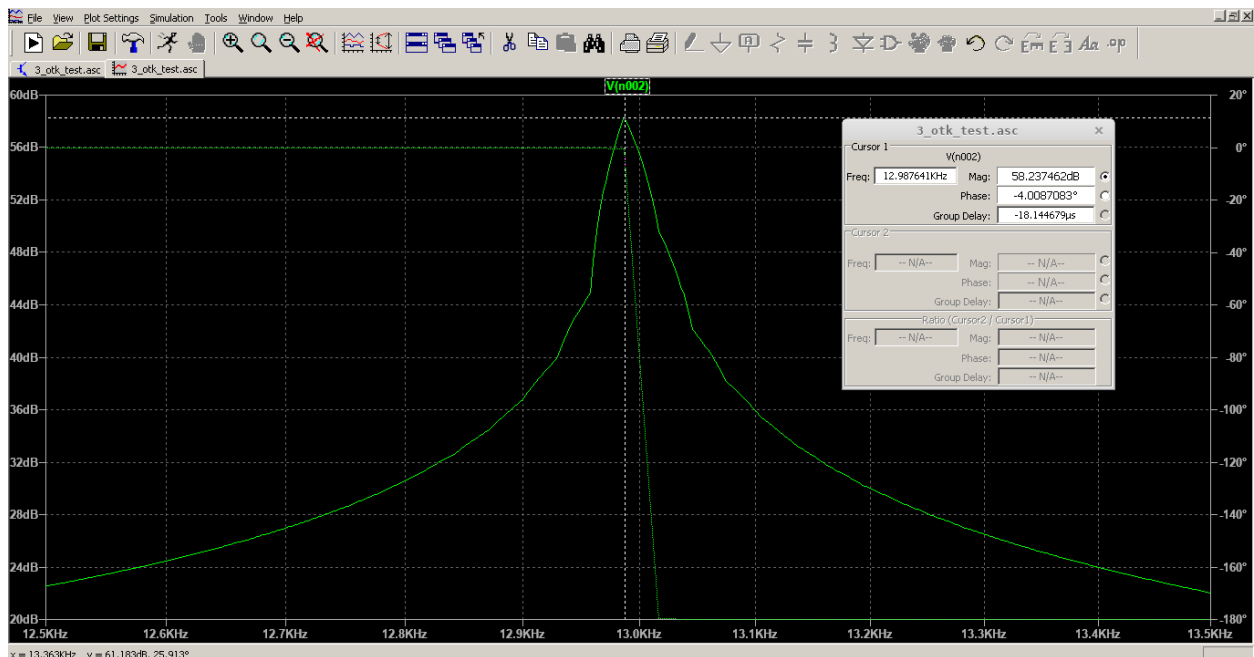 File View Plot Settings Simulation Tools Window Help
3_otk_test.asc 3_otk_test.asc
V(n002)
60dB
56dB
52dB
48dB
44dB
40dB
36dB
32dB
28dB
24dB
20dB
20°
0°
-20°
-40°
-60°
-80°
-100°
-120°
-140°
-160°
-180°
12.5KHz 12.6KHz 12.7KHz 12.8KHz 12.9KHz 13.0KHz 13.1KHz 13.2KHz 13.3KHz 13.4KHz 13.5KHz
3_otk_test.asc
Cursor 1
V(n002)
Freq: 12.987641KHz Mag: 58.237462dB
Phase: -4.0087083°
Group Delay: -18.144679µs
Cursor 2
Freq: -- N/A-- Mag: -- N/A--
Phase: -- N/A--
Group Delay: -- N/A--
Ratio (Cursor2 / Cursor1)
Freq: -- N/A-- Mag: -- N/A--
Phase: -- N/A--
Group Delay: -- N/A--
x = 13.363KHz y = 61.183dB, 25.913°